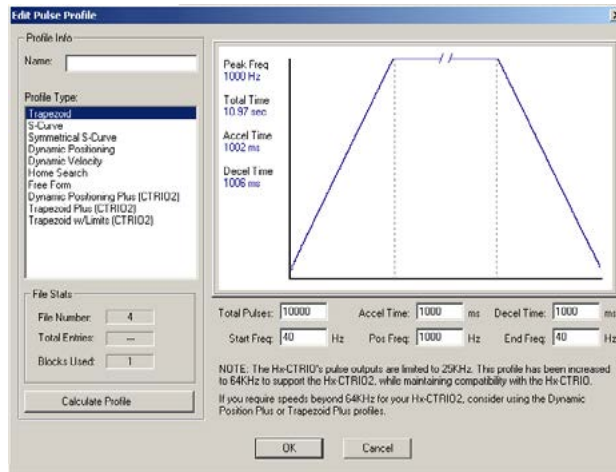 Edit Pulse Profile
Profile Info
Name:
Profile Type:
Trapezoid
S-Curve
Symmetrical S-Curve
Dynamic Positioning
Dynamic Velocity
Home Search
Free Form
Dynamic Positioning Plus (CTRIO2)
Trapezoid Plus (CTRIO2)
Trapezoid w/Limits (CTRIO2)
File Stats
File Number: 4
Total Entries: ---
Blocks Used: 1
Calculate Profile
Peak Freq
1000 Hz
Total Time
10.97 sec
Accel Time
1002 ms
Decel Time
1006 ms
Total Pulses: 10000 Accel Time: 1000 ms Decel Time: 1000 ms
Start Freq: 40 Hz Pos Freq: 1000 Hz End Freq: 40 Hz
NOTE: The Hx-CTRIO's pulse outputs are limited to 25KHz. This profile has been increased
to 64KHz to support the Hx-CTRIO2, while maintaining compatibility with the Hx-CTRIO.
If you require speeds beyond 64KHz for your Hx-CTRIO2, consider using the Dynamic
Position Plus or Trapezoid Plus profiles.
OK Cancel